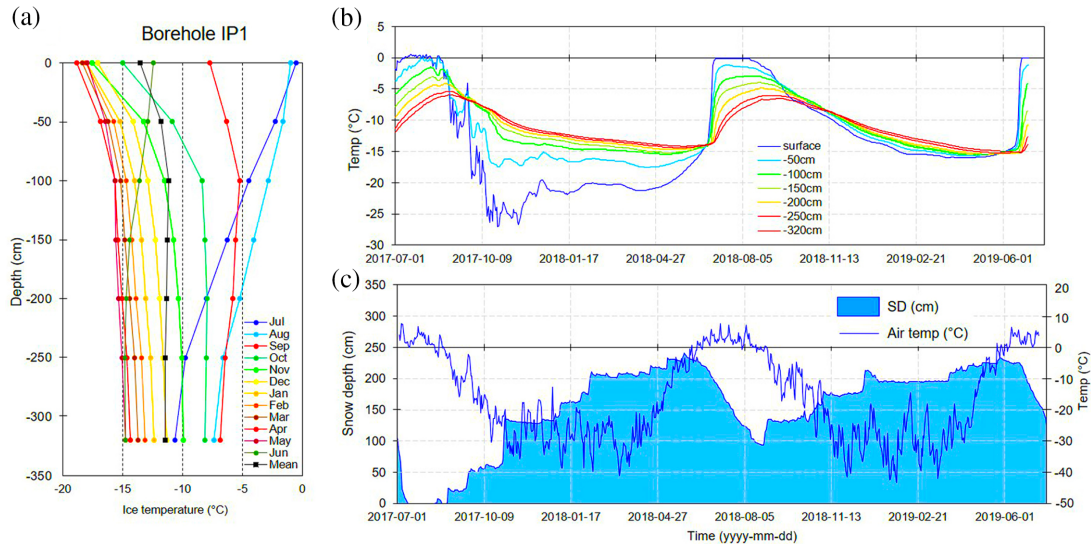 (a)
Borehole IP1
0
-50
-100
-150
-200
-250
-300
-350
Depth (cm)
-20 -15 -10 -5 0
Ice temperature (°C)
Jul
Aug
Sep
Oct
Nov
Dec
Jan
Feb
Mar
Apr
May
Jun
Mean
(b)
5
0
-5
-10
-15
-20
-25
-30
Temp (°C)
surface
-50cm
-100cm
-150cm
-200cm
-250cm
-320cm
2017-07-01 2017-10-09 2018-01-17 2018-04-27 2018-08-05 2018-11-13 2019-02-21 2019-06-01
(c)
350
300
250
200
150
100
50
0
Snow depth (cm)
SD (cm)
Air temp (°C)
20
10
0
-10
-20
-30
-40
-50
Temp (°C)
2017-07-01 2017-10-09 2018-01-17 2018-04-27 2018-08-05 2018-11-13 2019-02-21 2019-06-01
Time (yyyy-mm-dd)